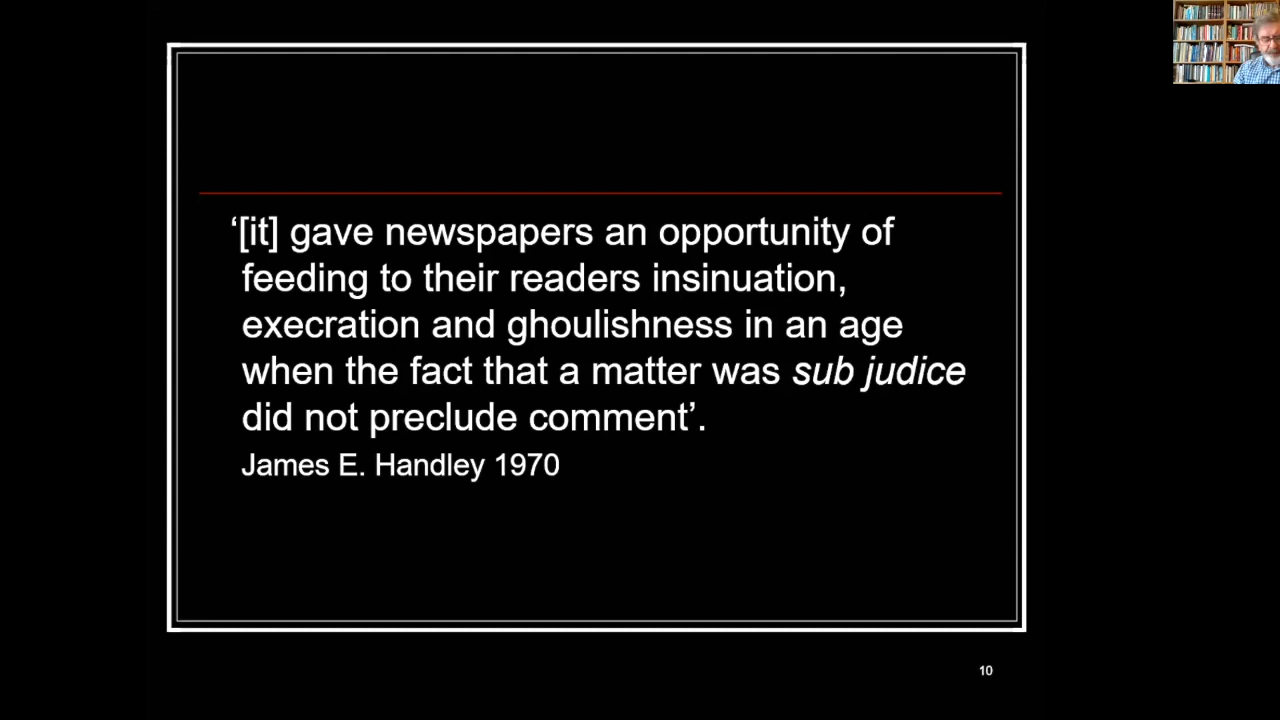 ‘[it] gave newspapers an opportunity of
feeding to their readers insinuation,
execration and ghoulishness in an age
when the fact that a matter was sub judice
did not preclude comment’.
James E. Handley 1970
10